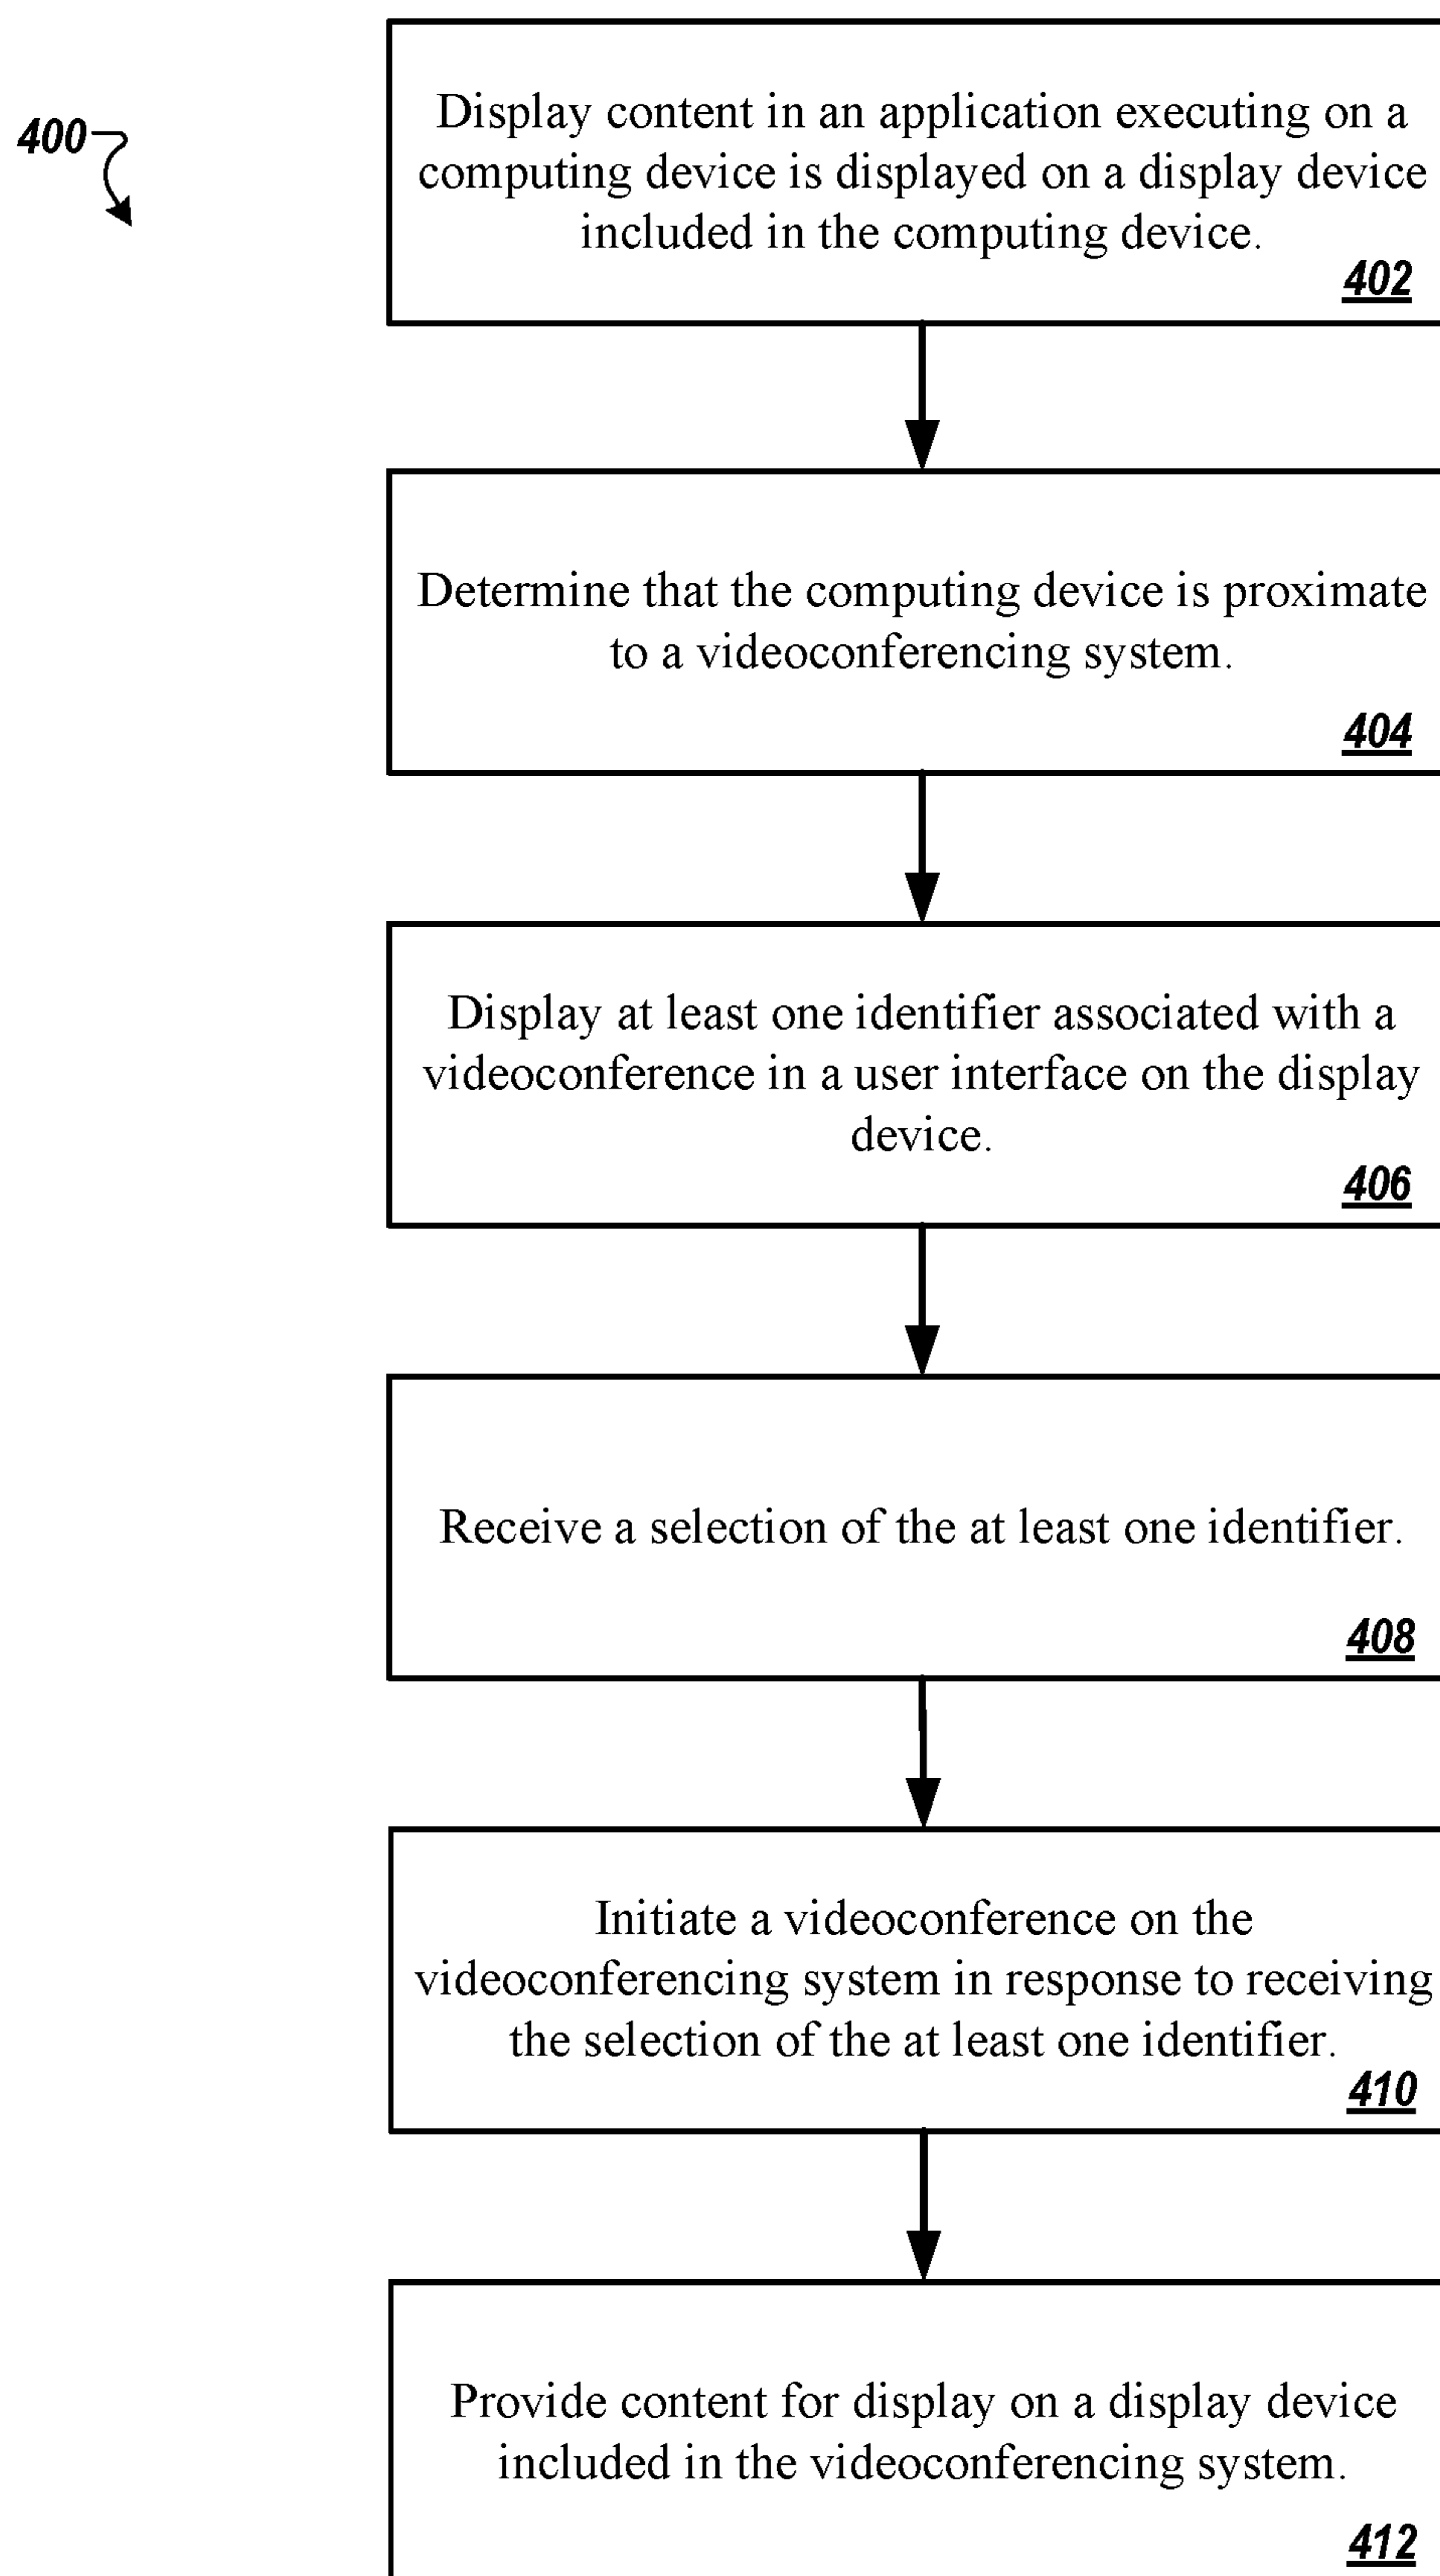 400
Display content in an application executing on a
computing device is displayed on a display device
included in the computing device.
402
Determine that the computing device is proximate
to a videoconferencing system.
404
Display at least one identifier associated with a
videoconference in a user interface on the display
device.
406
Receive a selection of the at least one identifier.
408
Initiate a videoconference on the
videoconferencing system in response to receiving
the selection of the at least one identifier.
410
Provide content for display on a display device
included in the videoconferencing system.
412